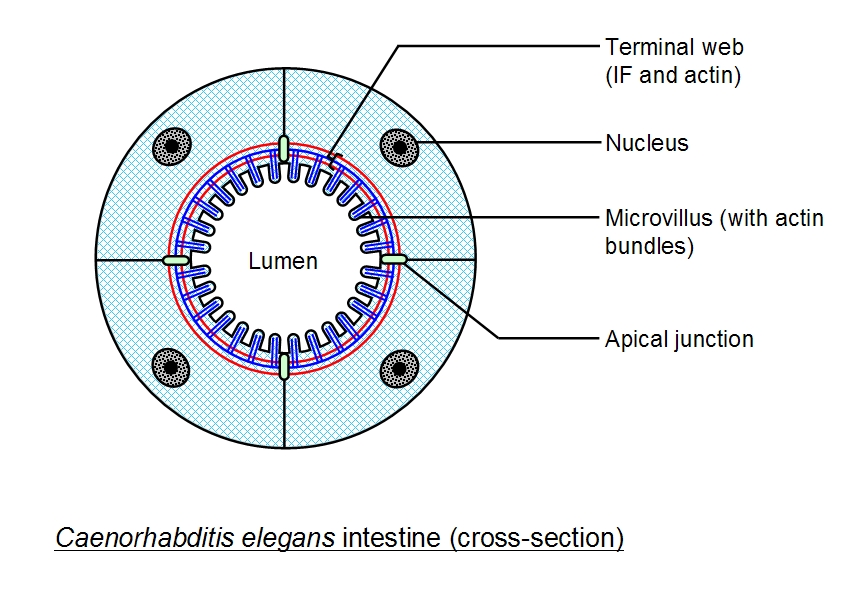 Terminal web
(IF and actin)
Nucleus
Microvillus (with actin
bundles)
Lumen
Apical junction
Caenorhabditis elegans intestine (cross-section)